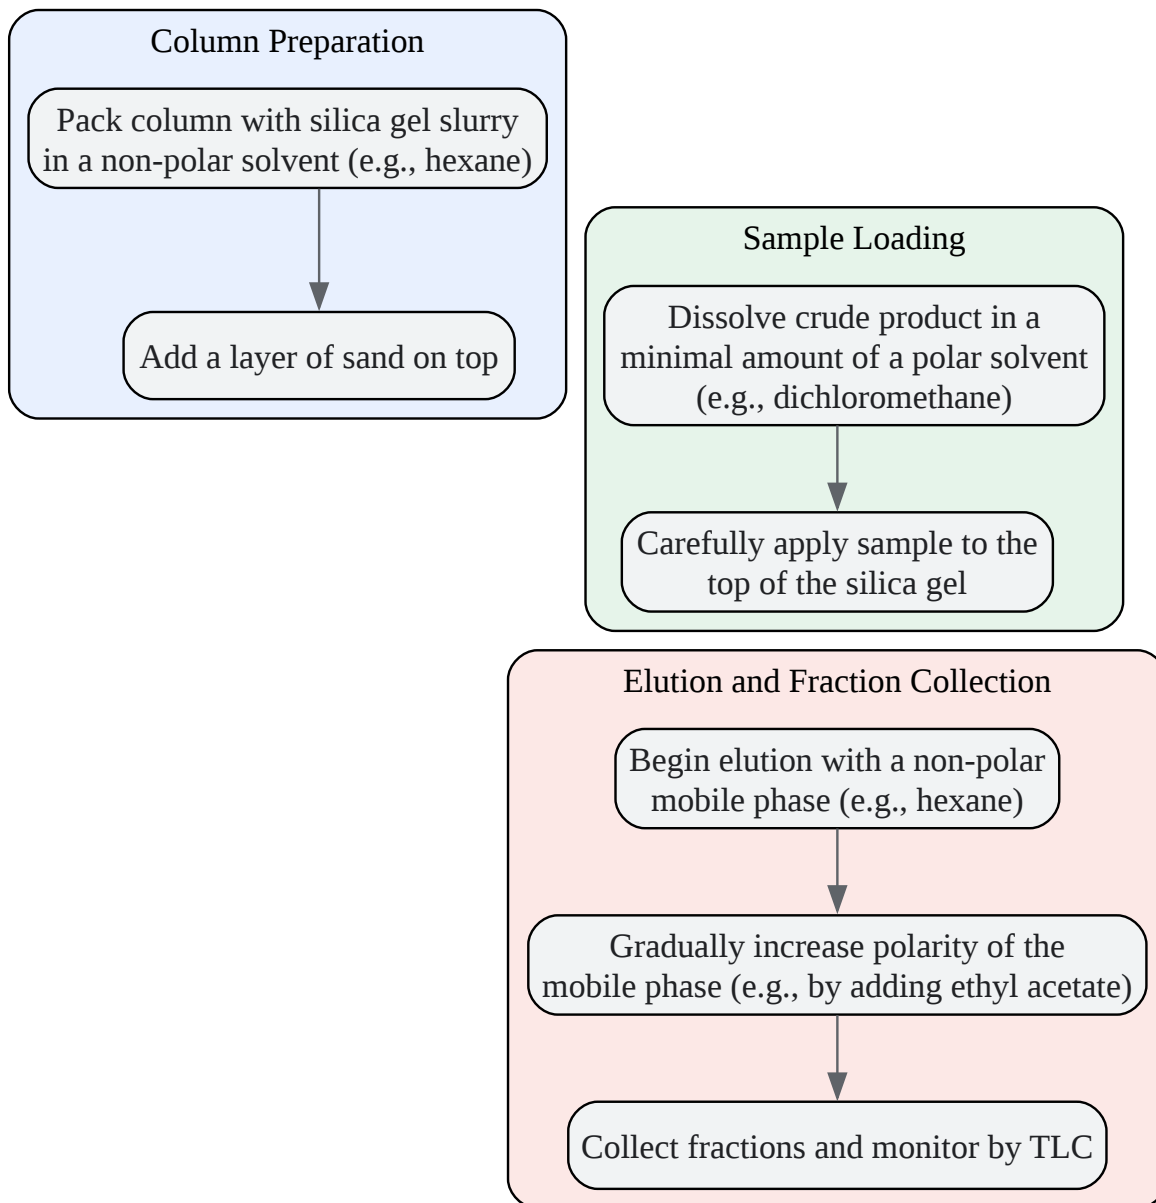 Column Preparation
Pack column with silica gel slurry
in a non-polar solvent (e.g., hexane)
Add a layer of sand on top
Sample Loading
Dissolve crude product in a
minimal amount of a polar solvent
(e.g., dichloromethane)
Carefully apply sample to the
top of the silica gel
Elution and Fraction Collection
Begin elution with a non-polar
mobile phase (e.g., hexane)
Gradually increase polarity of the
mobile phase (e.g., by adding ethyl acetate)
Collect fractions and monitor by TLC